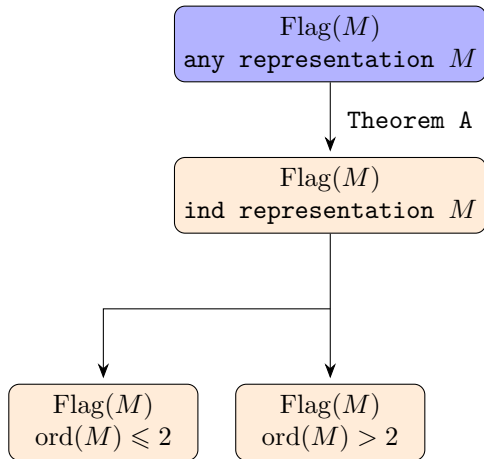 Flag(M)
any representation M
Theorem A
Flag(M)
ind representation M
Flag(M)
ord(M) ⩽ 2
Flag(M)
ord(M) > 2